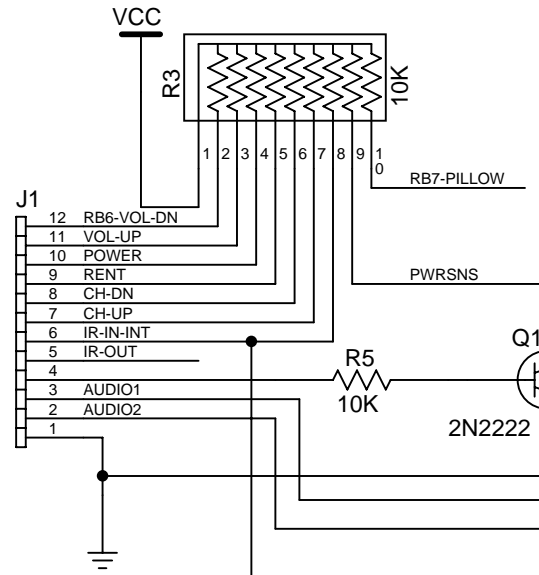 VCC
R3
10K
1 2 3 4 5 6 7 8 9 10
RB7-PILLOW
J1
12 RB6-VOL-DN
11 VOL-UP
10 POWER
9 RENT
PWRSNS
8 CH-DN
7 CH-UP
6 IR-IN-INT
5 IR-OUT
4
R5
10K
Q1
3 AUDIO1
2 AUDIO2
2N2222
1